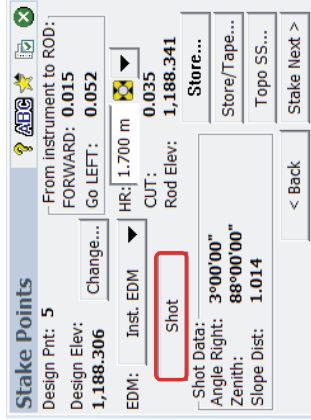 Stake Points
ABC
Design Pnt: 5
Design Elev:
1,188.306
Change...
From instrument to ROD:
FORWARD: 0.015
Go LEFT: 0.052
EDM: Inst. EDM
HR: 1.700 m
Shot
CUT: 0.035
Rod Elev: 1,188.341
Shot Data:
Angle Right: 3°00'00"
Zenith: 88°00'00"
Slope Dist: 1.014
Store...
Store/Tape...
Topo SS...
< Back
Stake Next >